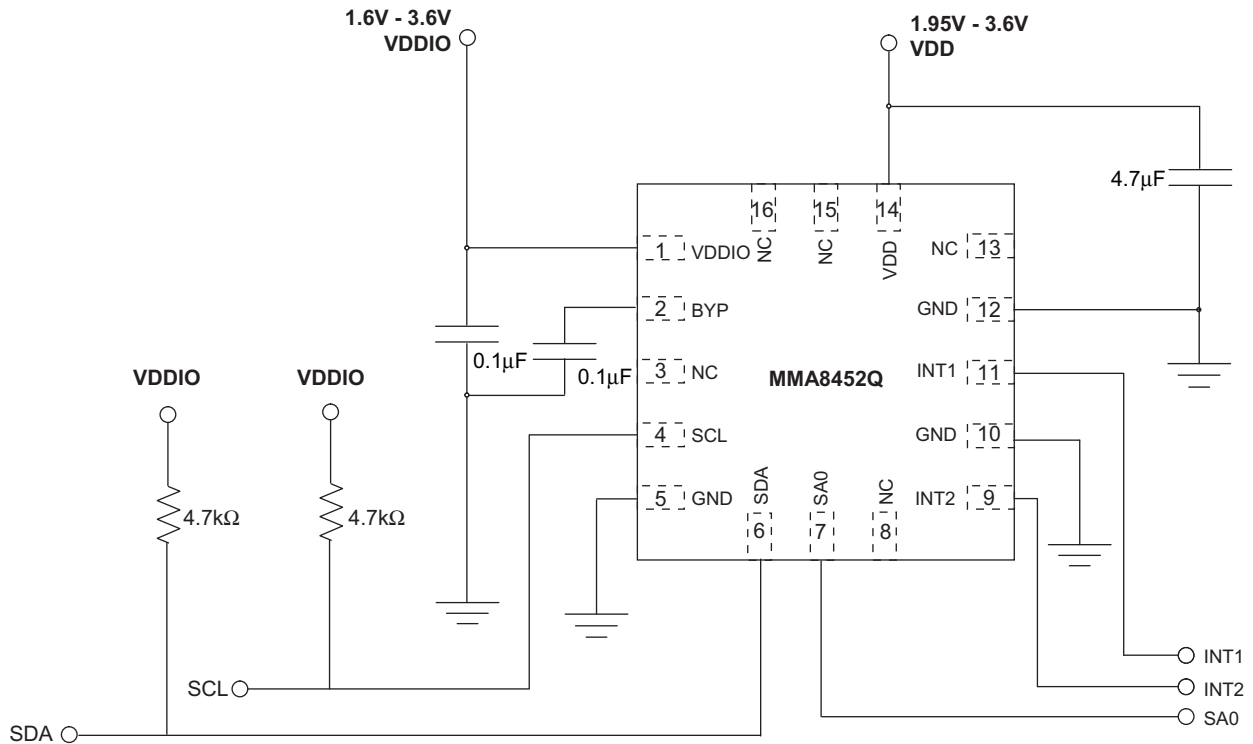 1.6V - 3.6V
VDDIO
1.95V - 3.6V
VDD
4.7μF
16
NC
15
NC
14
VDD
1 VDDIO
NC 13
2 BYP
GND 12
0.1μF
0.1μF
3 NC
INT1 11
MMA8452Q
VDDIO
VDDIO
4 SCL
GND 10
5 GND
INT2 9
SDA
6
SA0
7
NC
8
4.7kΩ
4.7kΩ
INT1
SCL
INT2
SA0
SDA